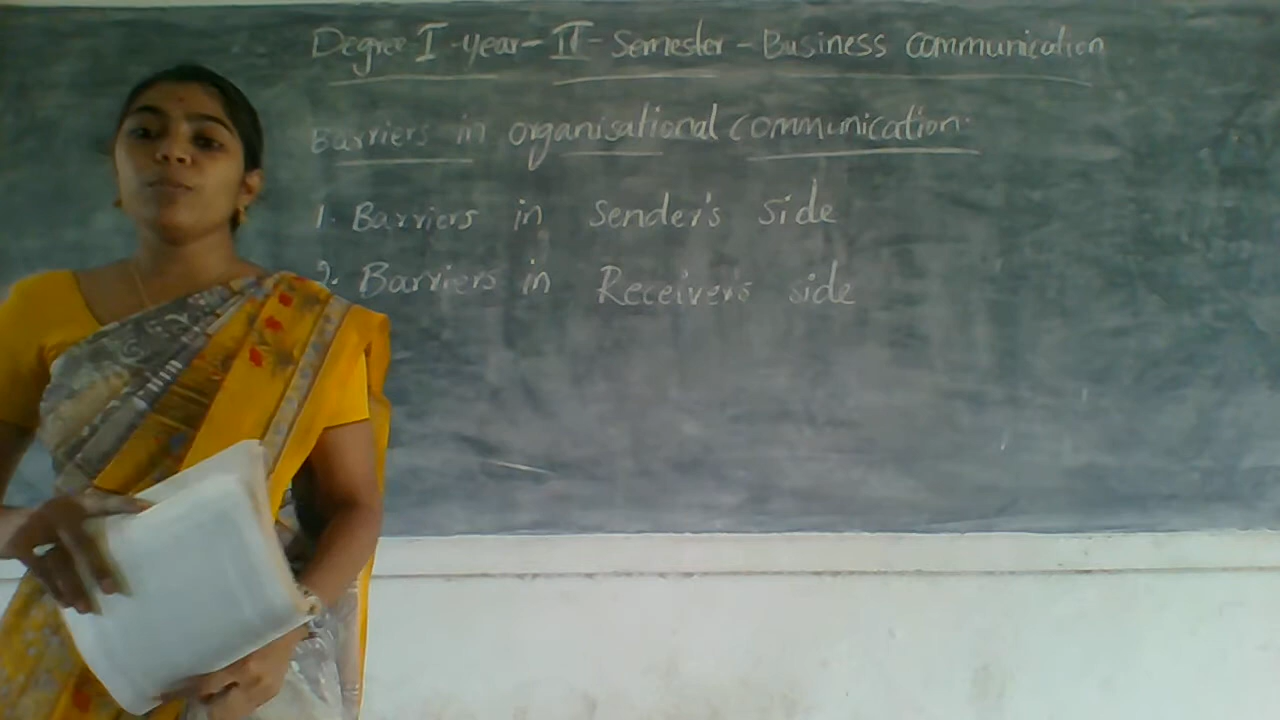 Degree I - year - II - Semester - Business communication
Barriers in organisational communication.
1. Barriers in Sender's side
2. Barriers in Receiver's side